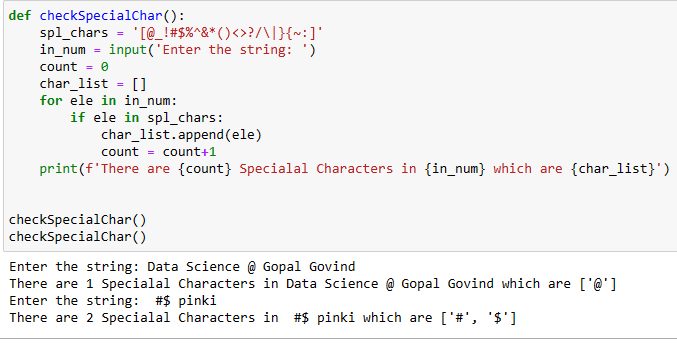 def checkSpecialChar():
    spl_chars = '[@_!#$%^&*()<>?/\|}{~:]'
    in_num = input('Enter the string: ')
    count = 0
    char_list = []
    for ele in in_num:
        if ele in spl_chars:
            char_list.append(ele)
            count = count+1
    print(f'There are {count} Specialal Characters in {in_num} which are {char_list}')
checkSpecialChar()
checkSpecialChar()
Enter the string: Data Science @ Gopal Govind
There are 1 Specialal Characters in Data Science @ Gopal Govind which are ['@']
Enter the string:  #$ pinki
There are 2 Specialal Characters in  #$ pinki which are ['#', '$']